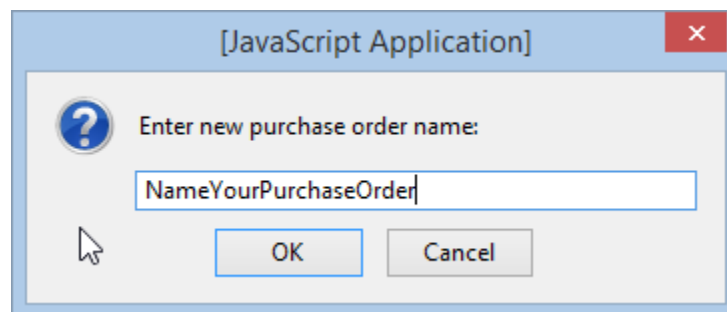 [JavaScript Application]
Enter new purchase order name:
NameYourPurchaseOrder
OK Cancel